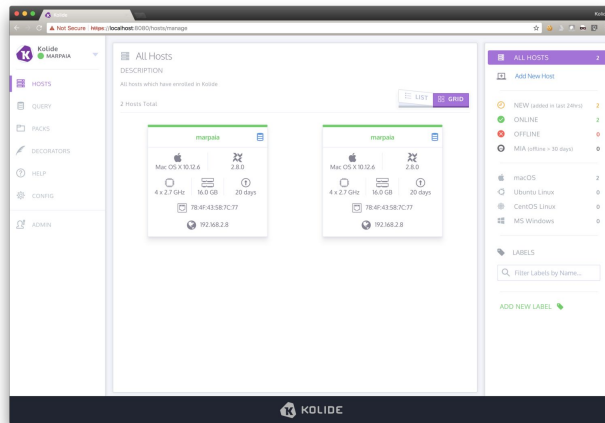 Kolide
Kolid
Not Secure | https://localhost:8080/hosts/manage
Kolide
MARPAIA
HOSTS
QUERY
PACKS
DECORATORS
HELP
CONFIG
ADMIN
All Hosts
DESCRIPTION
All hosts which have enrolled in Kolide
2 Hosts Total
LIST
GRID
marpaia
Mac OS X 10.12.6
2.8.0
4 x 2.7 GHz
16.0 GB
20 days
78:4F:43:58:7C:77
192.168.2.8
marpaia
Mac OS X 10.12.6
2.8.0
4 x 2.7 GHz
16.0 GB
20 days
78:4F:43:58:7C:77
192.168.2.8
ALL HOSTS 2
Add New Host
NEW (added in last 24hrs) 2
ONLINE 2
OFFLINE 0
MIA (offline > 30 days) 0
macOS 2
Ubuntu Linux 0
CentOS Linux 0
MS Windows 0
LABELS
Filter Labels by Name...
ADD NEW LABEL
KOLIDE